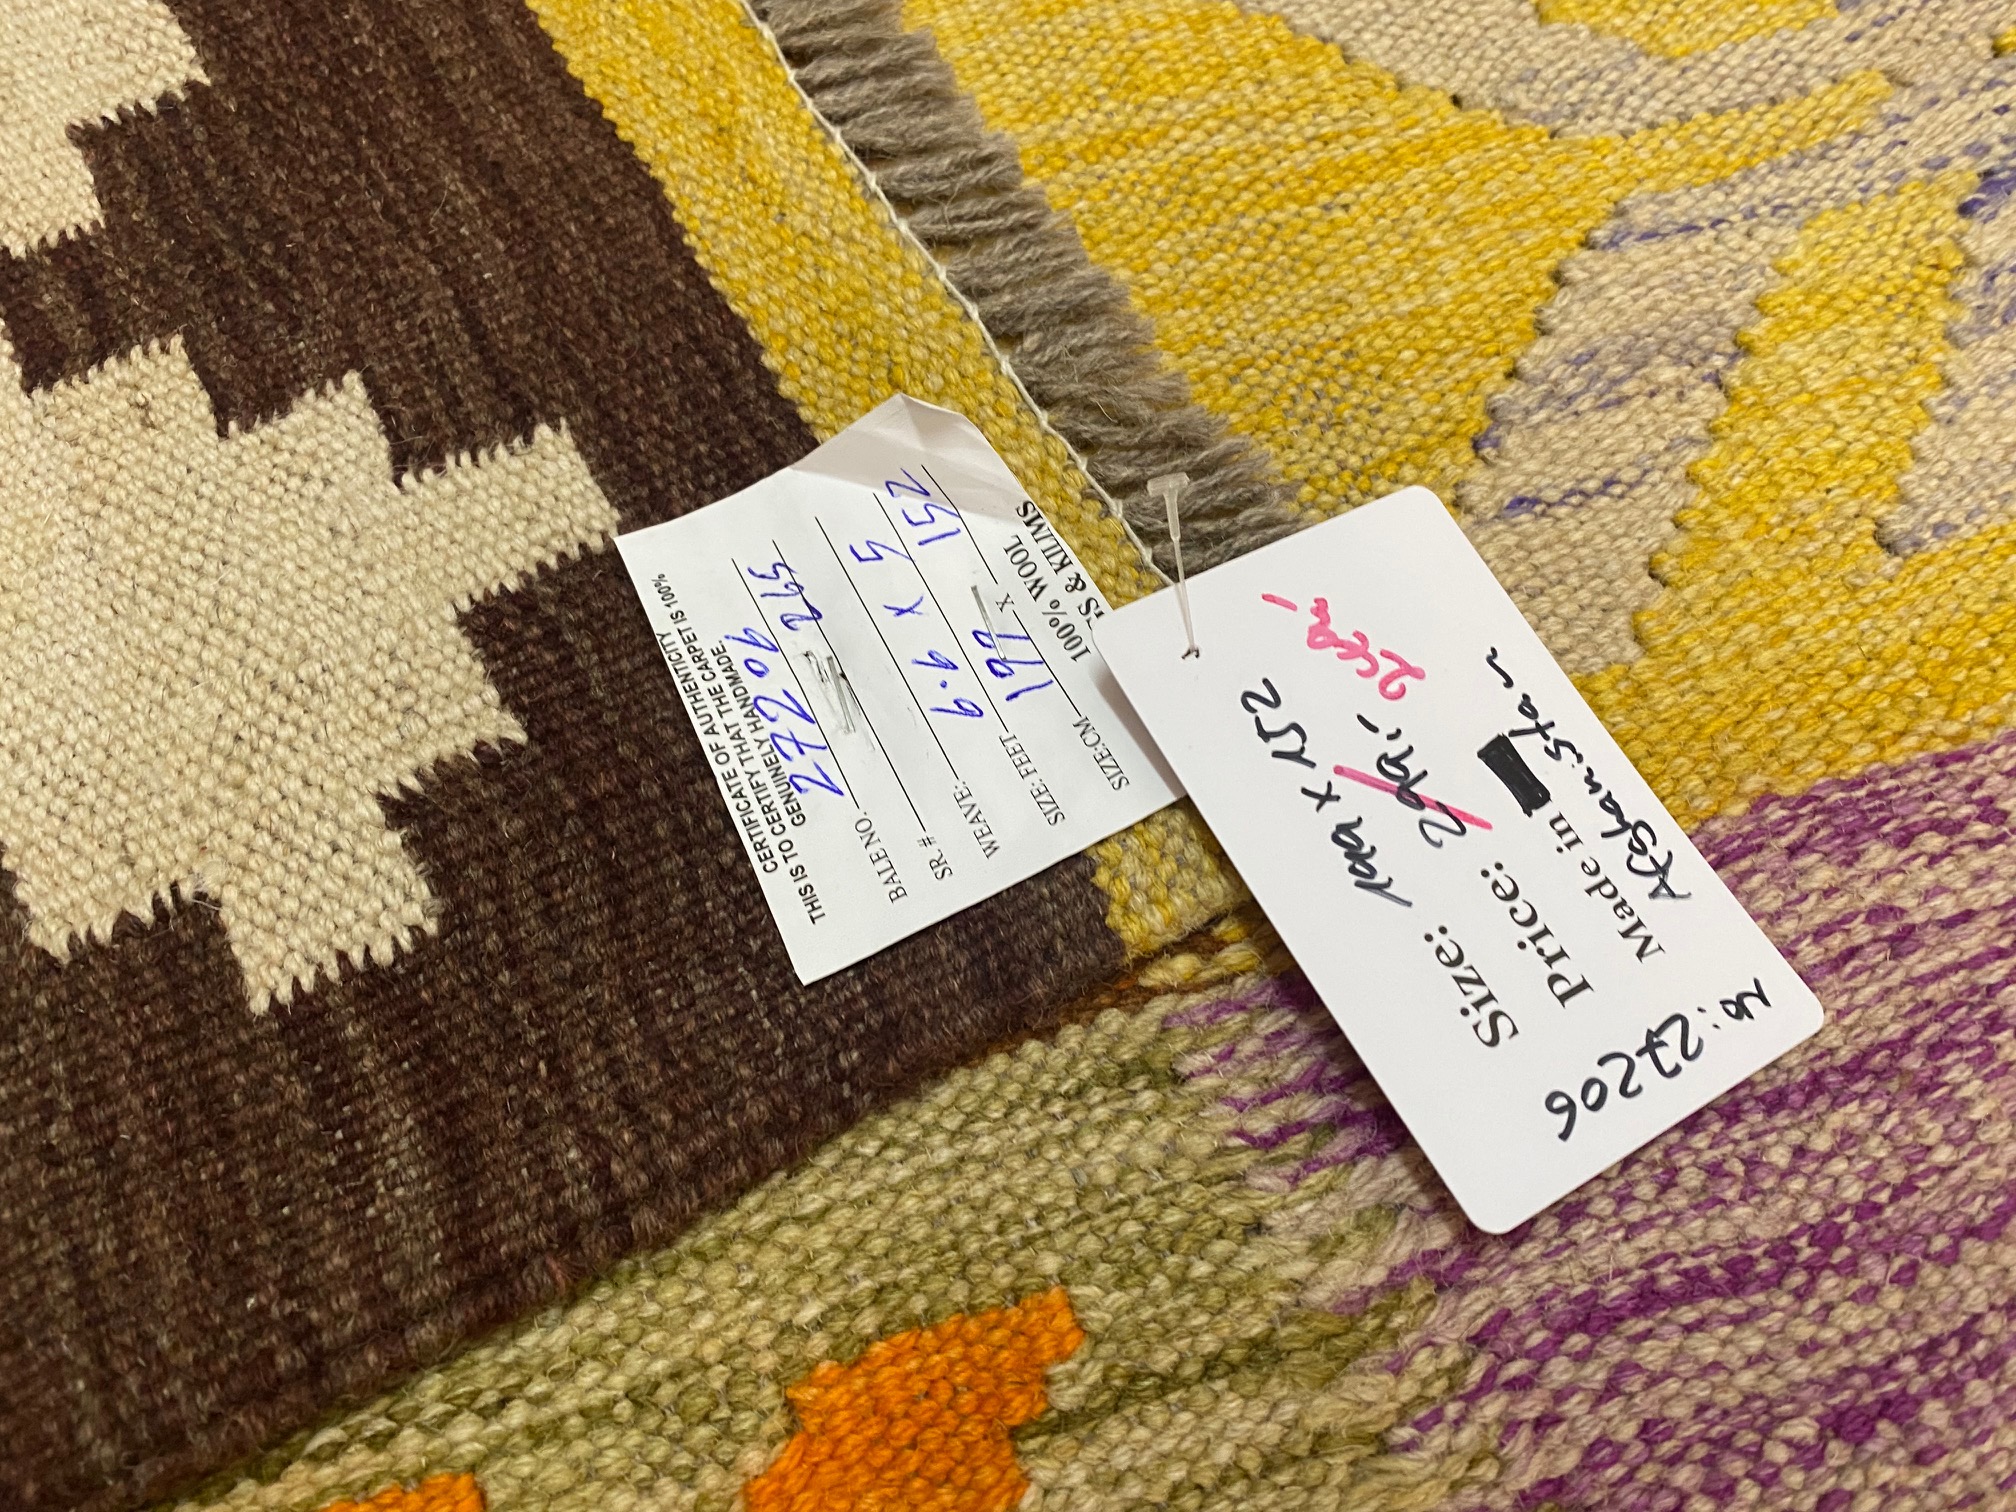 CERTIFICATE OF AUTHENTICITY
THIS IS TO CERTIFY THAT THE CARPET IS 100%
GENUINELY HANDMADE.
27206
BALE NO. 265
SR. #
WEAVE. 6.6 X 5
SIZE: FEET 199 X 152
SIZE:CM
100% WOOL
S & KILIMS
Size: 199 x 152
Price: 299,-
Made in
Afghanistan
№: 27206